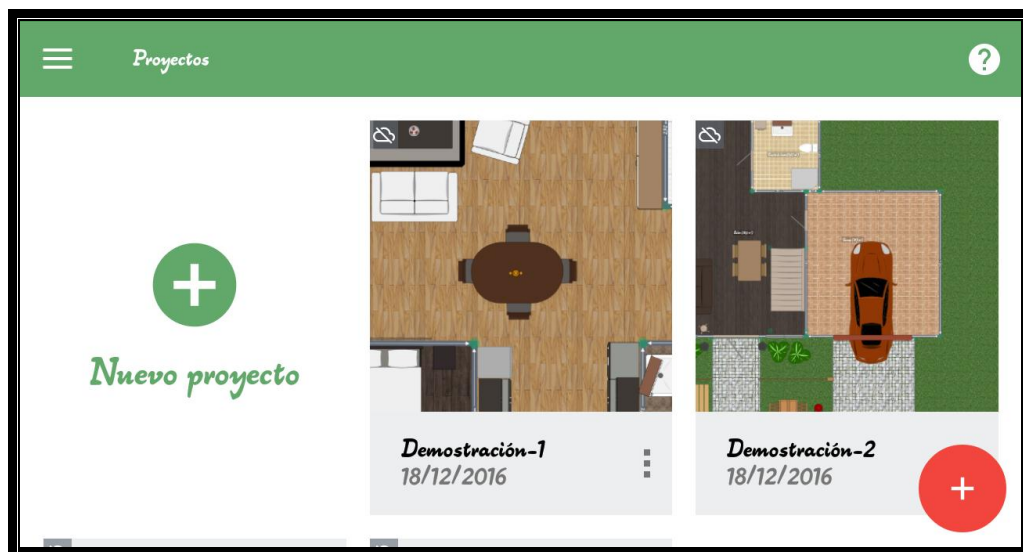 Proyectos
Nuevo proyecto
Demostración-1
18/12/2016
Demostración-2
18/12/2016